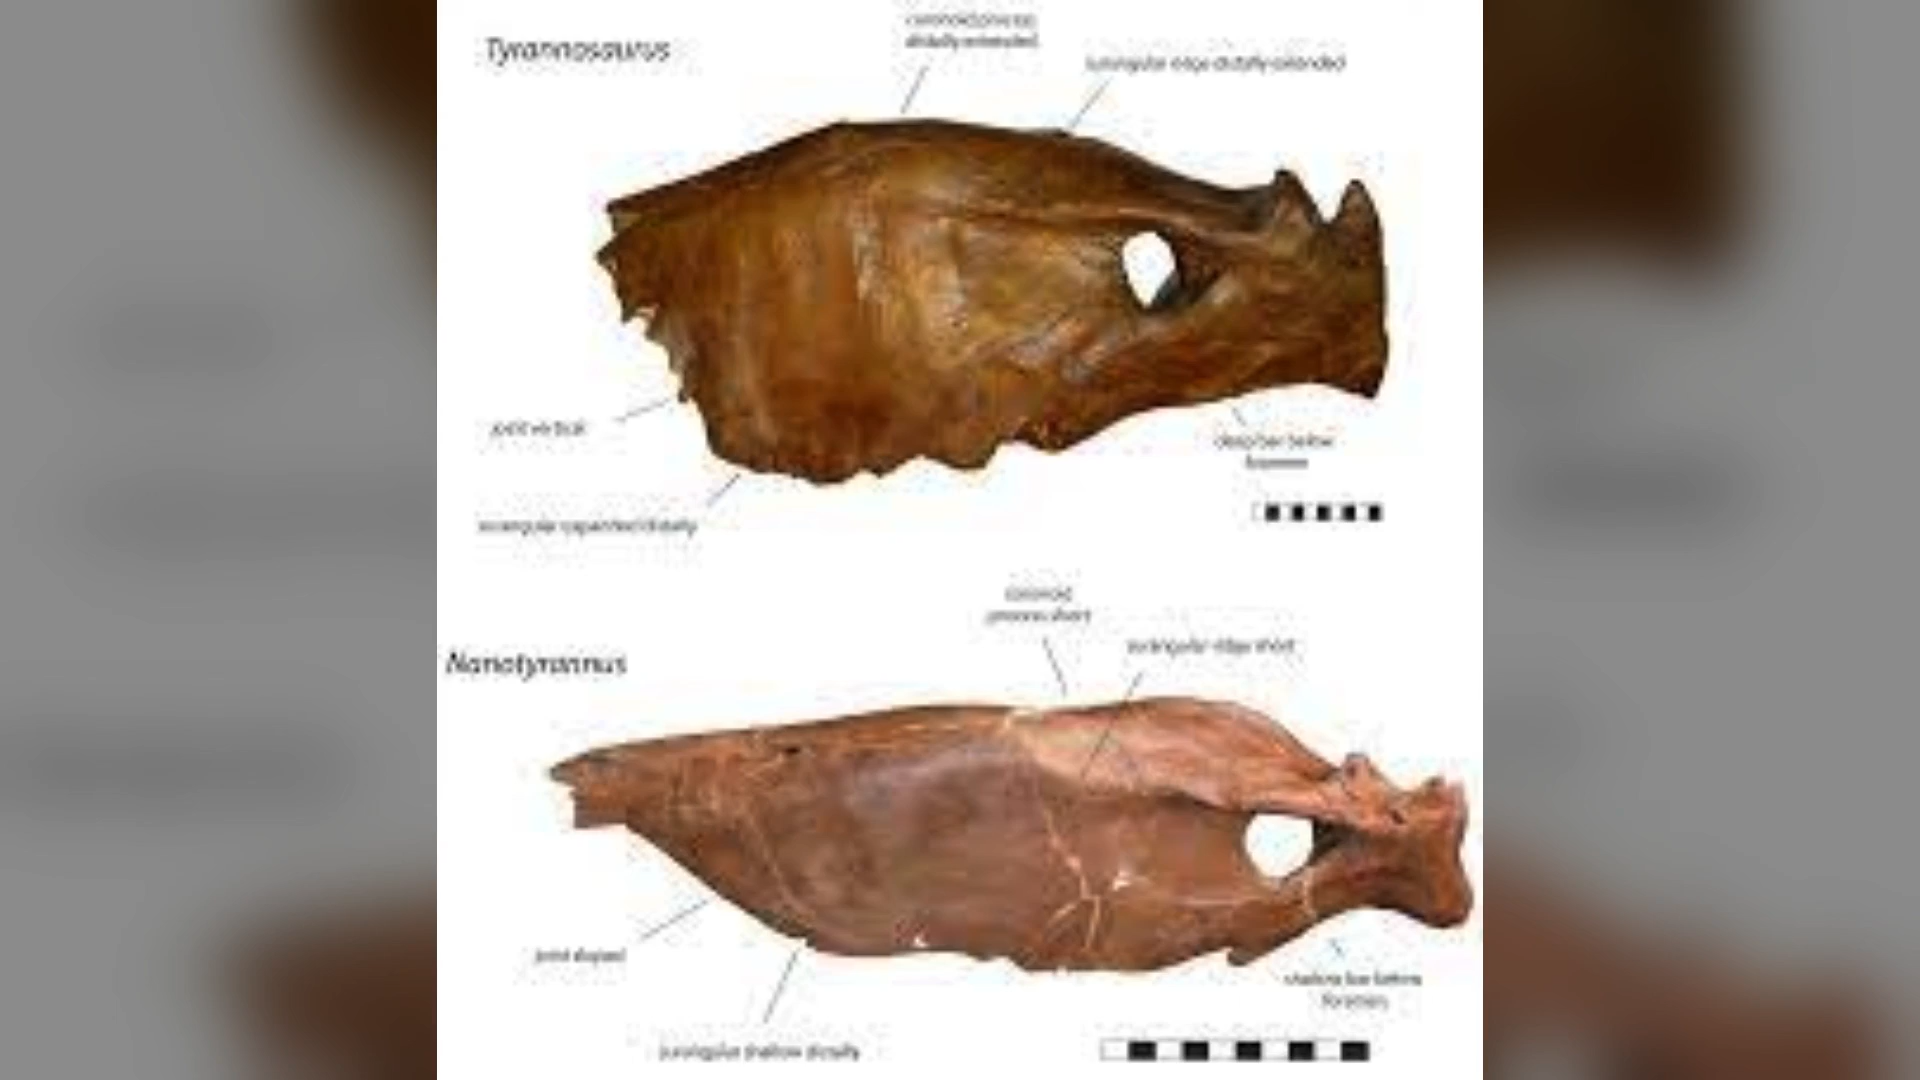 Tyrannosaurus
distally extended
surangular ridge distally extended
joint vertical
deep bar below
foramen
surangular expanded distally
coronoid
process short
surangular ridge short
Nanotyrannus
joint sloped
shallow bar below
foramen
surangular shallow distally